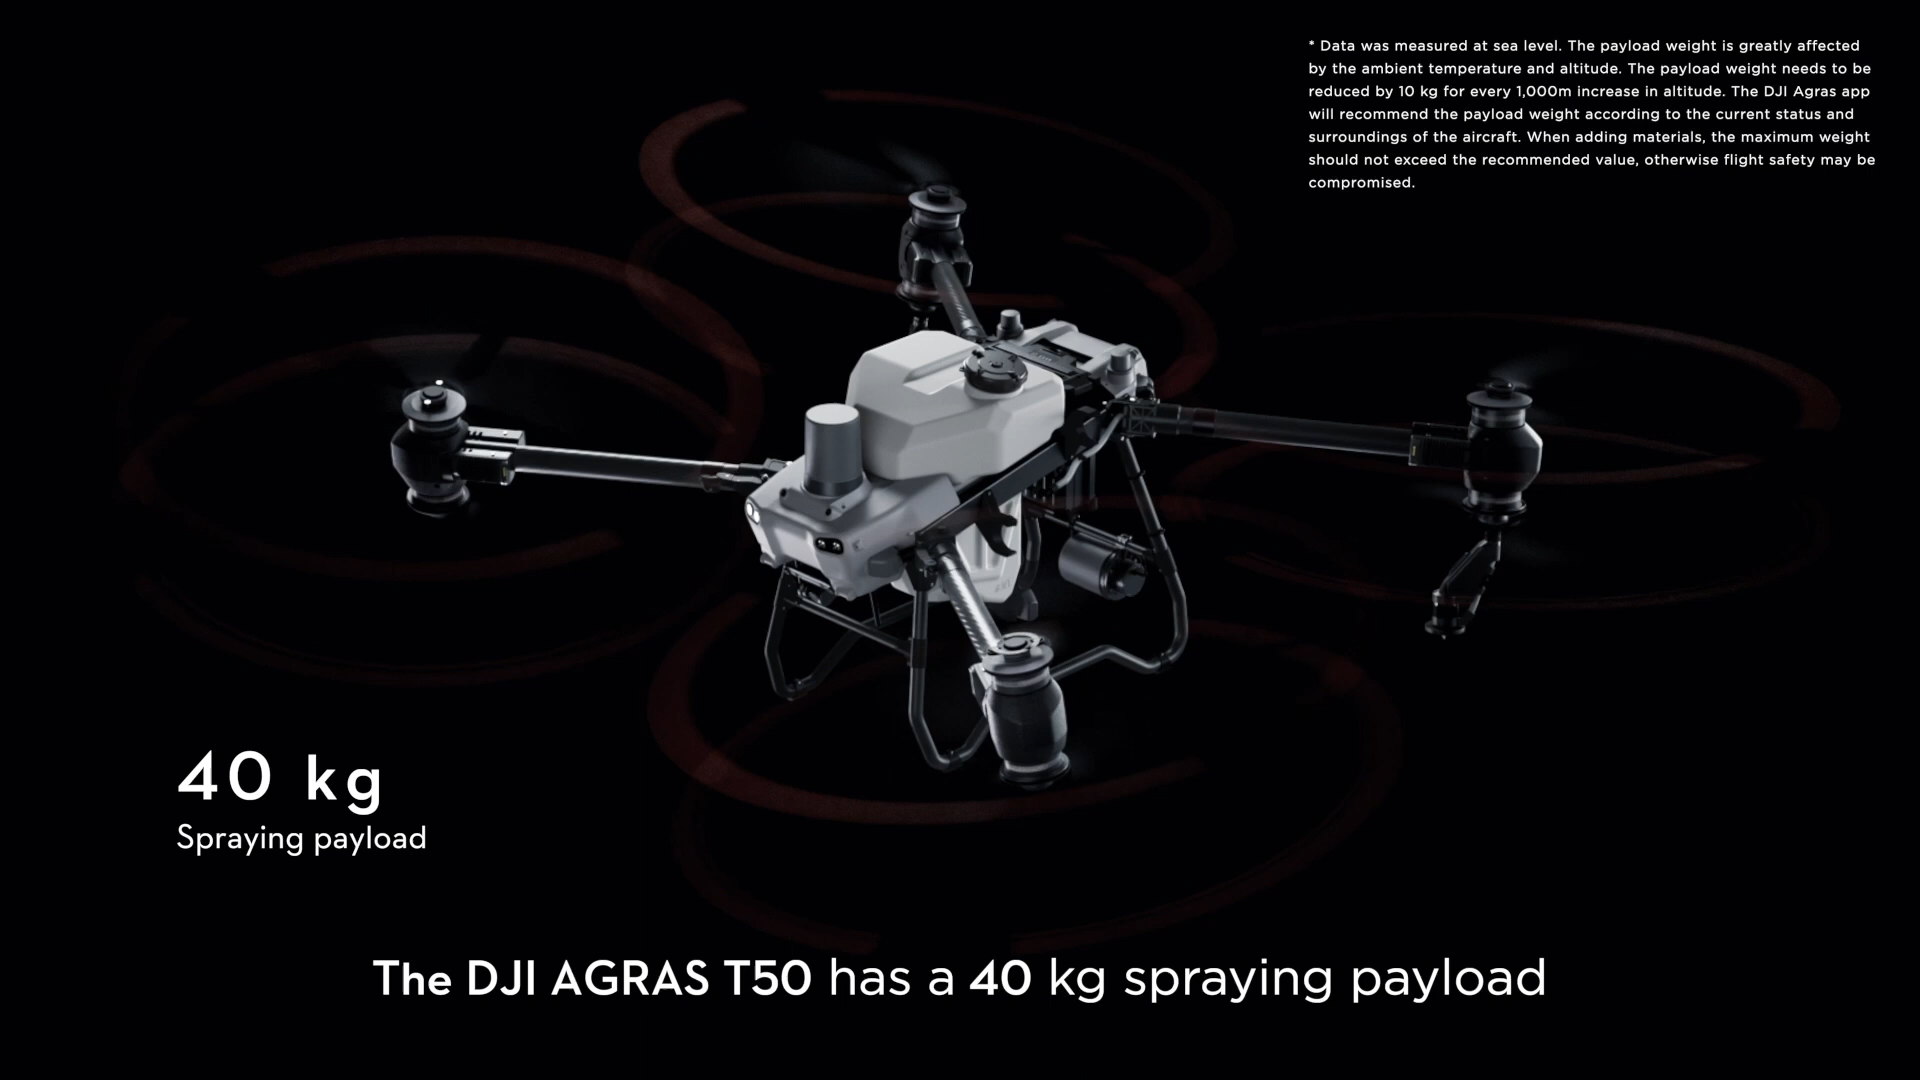 * Data was measured at sea level. The payload weight is greatly affected
by the ambient temperature and altitude. The payload weight needs to be
reduced by 10 kg for every 1,000m increase in altitude. The DJI Agras app
will recommend the payload weight according to the current status and
surroundings of the aircraft. When adding materials, the maximum weight
should not exceed the recommended value, otherwise flight safety may be
compromised.
40 kg
Spraying payload
The DJI AGRAS T50 has a 40 kg spraying payload